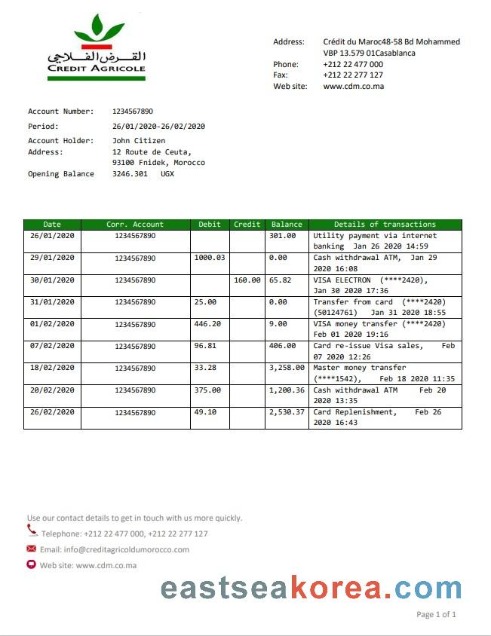 القرض الفلاحي
CREDIT AGRICOLE
Address: Crédit du Maroc48-58 Bd Mohammed
VBP 13.579 01Casablanca
Phone: +212 22 477 000
Fax: +212 22 277 127
Web site: www.cdm.co.ma
Account Number: 1234567890
Period: 26/01/2020-26/02/2020
Account Holder: John Citizen
Address: 12 Route de Ceuta,
93100 Fnidek, Morocco
Opening Balance 3246.301 UGX
Date Corr. Account Debit Credit Balance Details of transactions
26/01/2020 1234567890 301.00 Utility payment via internet
banking Jan 26 2020 14:59
29/01/2020 1234567890 1000.03 0.00 Cash withdrawal ATM, Jan 29
2020 16:08
30/01/2020 1234567890 160.00 65.82 VISA ELECTRON (****2420),
Jan 30 2020 17:36
31/01/2020 1234567890 25.00 0.00 Transfer from card (****2420)
(50124761) Jan 31 2020 18:55
01/02/2020 1234567890 446.20 9.00 VISA money transfer (****2420)
Feb 01 2020 19:16
07/02/2020 1234567890 96.81 406.00 Card re-issue Visa sales, Feb
07 2020 12:26
18/02/2020 1234567890 33.28 3,258.00 Master money transfer
(****1542), Feb 18 2020 11:35
20/02/2020 1234567890 375.00 1,200.36 Cash withdrawal ATM Feb 20
2020 13:35
26/02/2020 1234567890 49.10 2,530.37 Card Replenishment, Feb 26
2020 16:43
Use our contact details to get in touch with us more quickly.
Telephone: +212 22 477 000, +212 22 277 127
Email: info@creditagricoldumorocco.com
Web site: www.cdm.co.ma
eastseakorea.com
Page 1 of 1